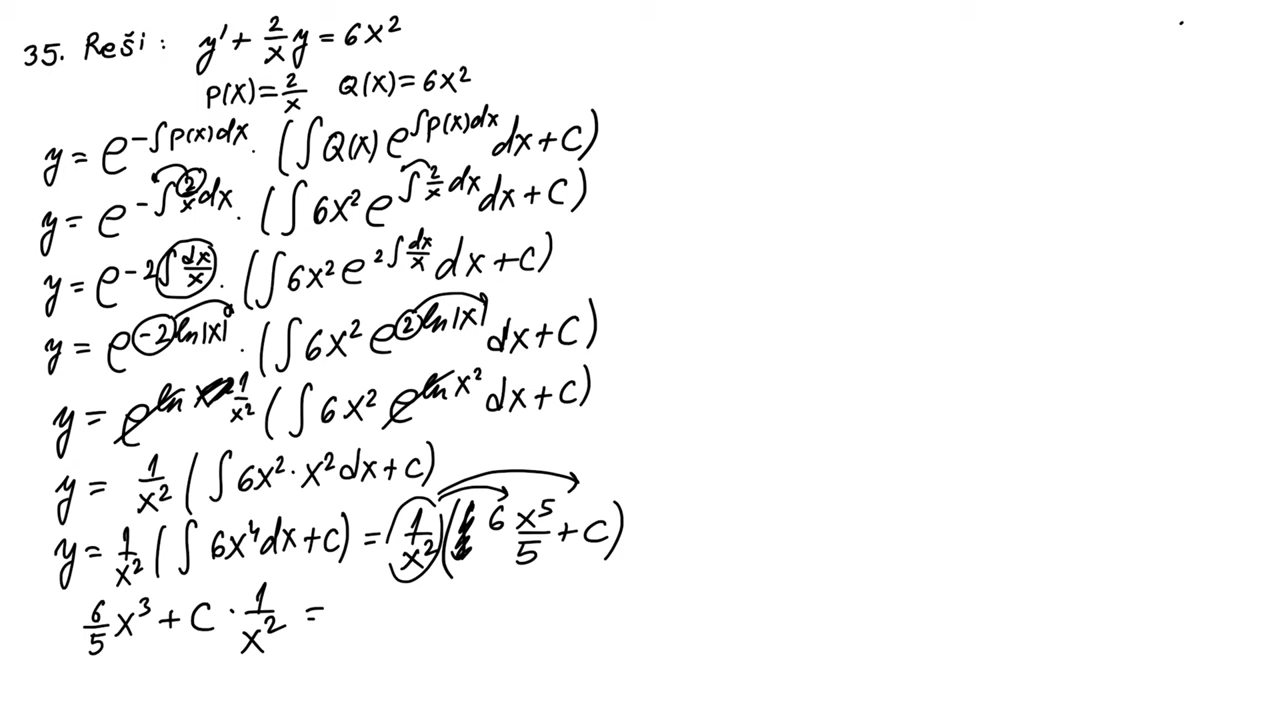 35. Reši: y' + 2/x y = 6x²
P(x) = 2/x Q(x) = 6x²
y = e^(-∫P(x)dx) · (∫Q(x) e^(∫P(x)dx) dx + C)
y = e^(-∫2/x dx) · (∫6x² e^(∫2/x dx) dx + C)
y = e^(-2∫dx/x) · (∫6x² e^(2∫dx/x) dx + C)
y = e^(-2ln|x|) · (∫6x² e^(2ln|x|) dx + C)
y = e^(ln 1/x²) (∫6x² e^(ln x²) dx + C)
y = 1/x² (∫6x² · x² dx + C)
y = 1/x² (∫6x⁴dx + C) = 1/x² (6 x⁵/5 + C)
6/5 x³ + C · 1/x² =